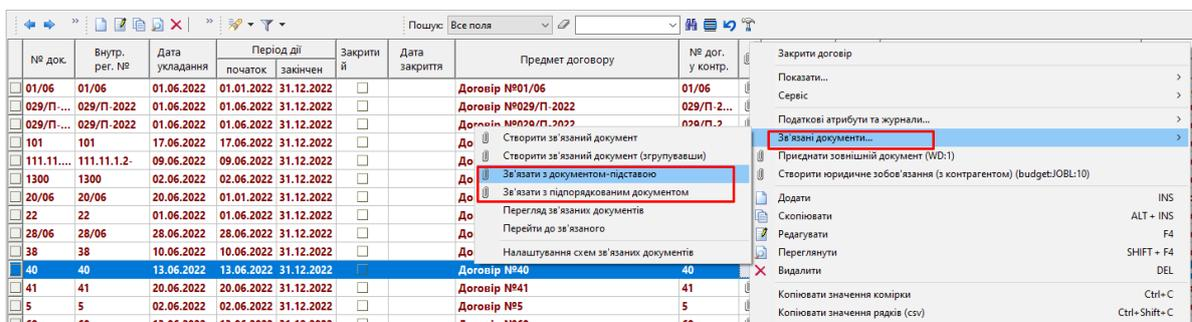 Пошук: Все поля
№ док. Внутр. рег. № Дата укладання Період дії Закрити й Дата закриття Предмет договору № дог. у контр.
початок закінчен
01/06 01/06 01.06.2022 01.01.2022 31.12.2022 Договір №01/06 01/06
029/П-... 029/П-2022 01.06.2022 01.06.2022 31.12.2022 Договір №029/П-2022 029/П-2...
029/П-... 029/П-2022 01.06.2022 01.06.2022 31.12.2022 Договір №029/П-2022 029/П-2
101 101 17.06.2022 17.06.2022 31.12.2022 До
111.11.... 111.11.1.2- 09.06.2022 09.06.2022 31.12.2022 До
1300 1300 02.06.2022 02.06.2022 31.12.2022 До
20/06 20/06 20.06.2022 01.01.2022 31.12.2022 До
22 22 01.06.2022 01.06.2022 31.12.2022 До
28/06 28/06 28.06.2022 28.06.2022 31.12.2022 До
38 38 10.06.2022 10.06.2022 31.12.2022 До
40 40 13.06.2022 13.06.2022 31.12.2022 Договір №40 40
41 41 20.06.2022 20.06.2022 31.12.2022 Договір №41 41
5 5 02.06.2022 02.06.2022 31.12.2022 Договір №5 5
Створити зв'язаний документ
Створити зв'язаний документ (згрупувавши)
Зв'язати з документом-підставою
Зв'язати з підпорядкованим документом
Перегляд зв'язаних документів
Перейти до зв'язаного
Налаштування схем зв'язаних документів
Закрити договір
Показати...
Сервіс
Податкові атрибути та журнали...
Зв'язані документи...
Приєднати зовнішній документ (WD:1)
Створити юридичне зобов'язання (з контрагентом) (budget:JOBL:10)
Додати INS
Скопіювати ALT + INS
Редагувати F4
Переглянути SHIFT + F4
Видалити DEL
Копіювати значення комірки Ctrl+C
Копіювати значення рядків (csv) Ctrl+Shift+C